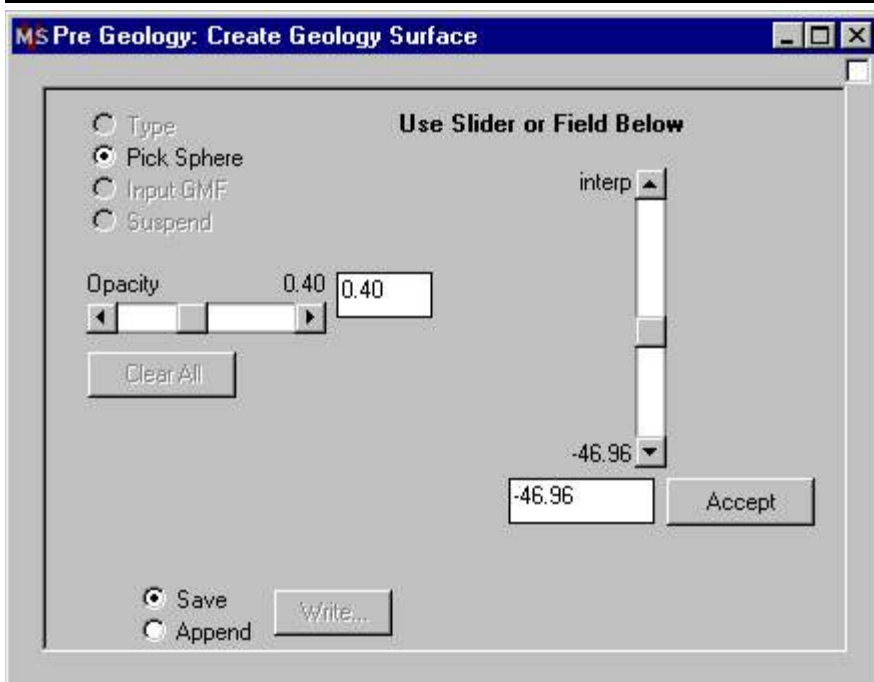 MS Pre Geology: Create Geology Surface
Type
Use Slider or Field Below
Pick Sphere
Input GMF
Suspend
interp
Opacity 0.40 0.40
Clear All
-46.96
-46.96
Accept
Save
Append
Write...